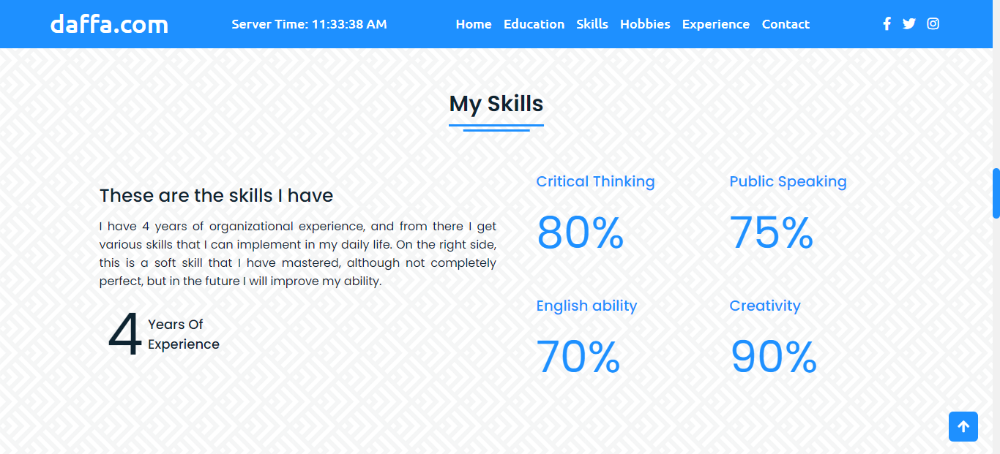 daffa.com
Server Time: 11:33:38 AM
Home Education Skills Hobbies Experience Contact
My Skills
These are the skills I have
I have 4 years of organizational experience, and from there I get
various skills that I can implement in my daily life. On the right side,
this is a soft skill that I have mastered, although not completely
perfect, but in the future I will improve my ability.
4
Years Of
Experience
Critical Thinking
80%
Public Speaking
75%
English ability
70%
Creativity
90%